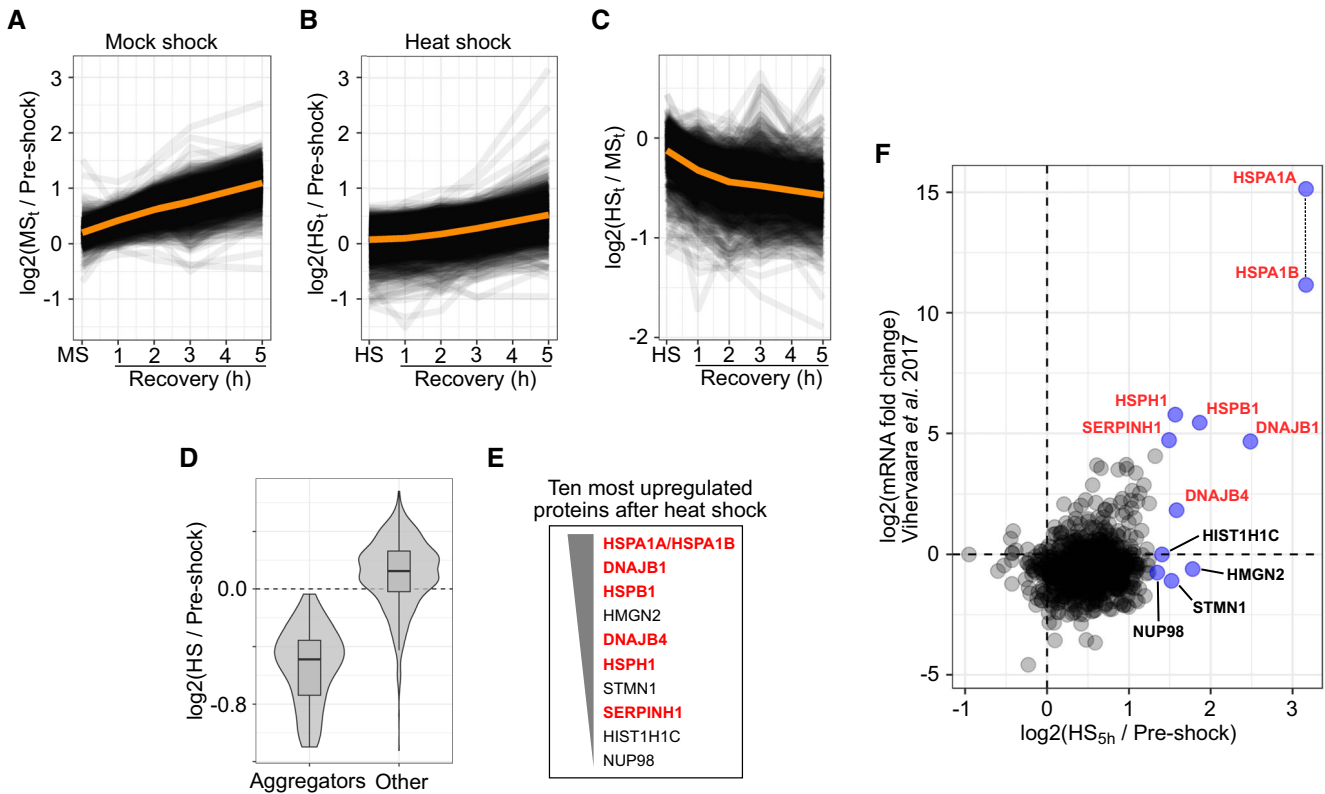 A
Mock shock
log2(MSt / Pre-shock)
3
2
1
0
-1
MS 1 2 3 4 5
Recovery (h)
B
Heat shock
log2(HSt / Pre-shock)
3
2
1
0
-1
HS 1 2 3 4 5
Recovery (h)
C
log2(HSt / MSt)
0
-1
-2
HS 1 2 3 4 5
Recovery (h)
D
log2(HS / Pre-shock)
0.0
-0.8
Aggregators Other
E
Ten most upregulated
proteins after heat shock
HSPA1A/HSPA1B
DNAJB1
HSPB1
HMGN2
DNAJB4
HSPH1
STMN1
SERPINH1
HIST1H1C
NUP98
F
log2(mRNA fold change)
Vihervaara et al. 2017
15
10
5
0
-5
HSPA1A
HSPA1B
HSPH1
HSPB1
SERPINH1
DNAJB1
DNAJB4
HIST1H1C
HMGN2
STMN1
NUP98
-1 0 1 2 3
log2(HS5h / Pre-shock)